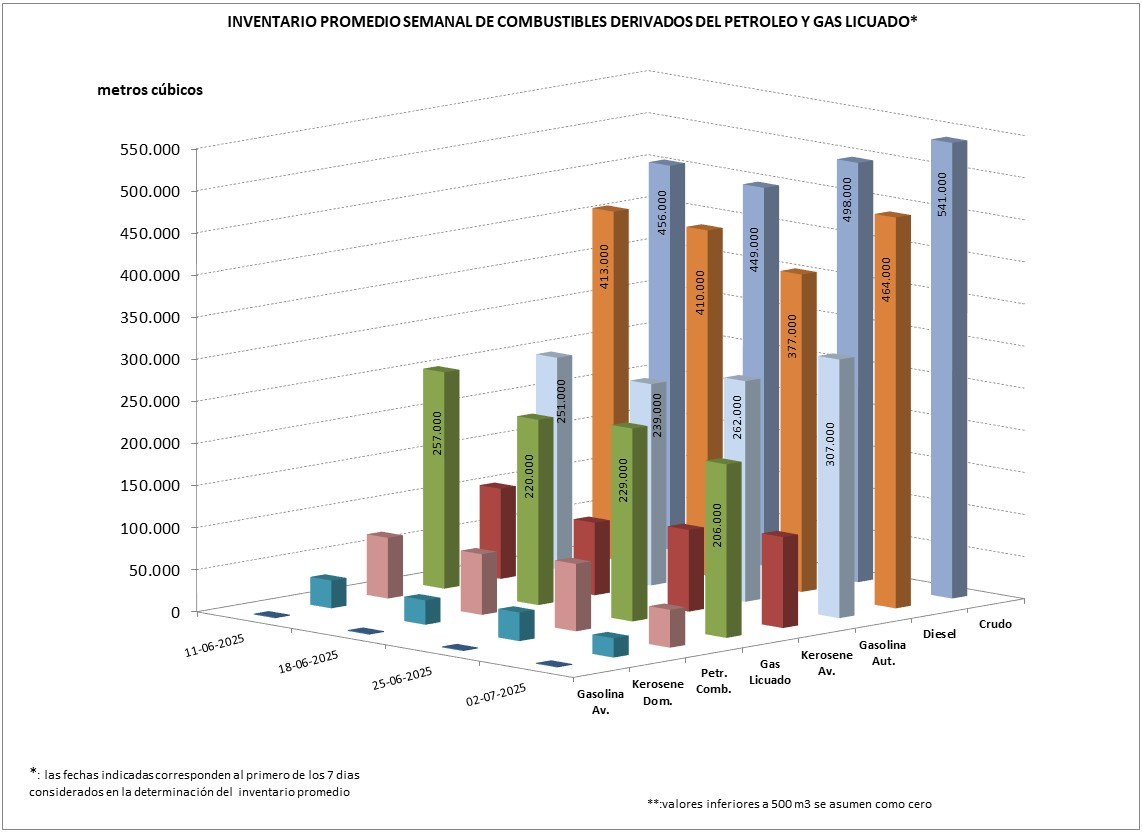 INVENTARIO PROMEDIO SEMANAL DE COMBUSTIBLES DERIVADOS DEL PETROLEO Y GAS LICUADO*
metros cúbicos
550.000
500.000
450.000
400.000
350.000
300.000
250.000
200.000
150.000
100.000
50.000
0
456.000
449.000
498.000
541.000
413.000
410.000
377.000
464.000
251.000
239.000
262.000
307.000
257.000
220.000
229.000
206.000
11-06-2025
18-06-2025
25-06-2025
02-07-2025
Gasolina
Av.
Kerosene
Dom.
Petr.
Comb.
Gas
Licuado
Kerosene
Av.
Gasolina
Aut.
Diesel
Crudo
*: las fechas indicadas corresponden al primero de los 7 dias
considerados en la determinación del inventario promedio
**:valores inferiores a 500 m3 se asumen como cero